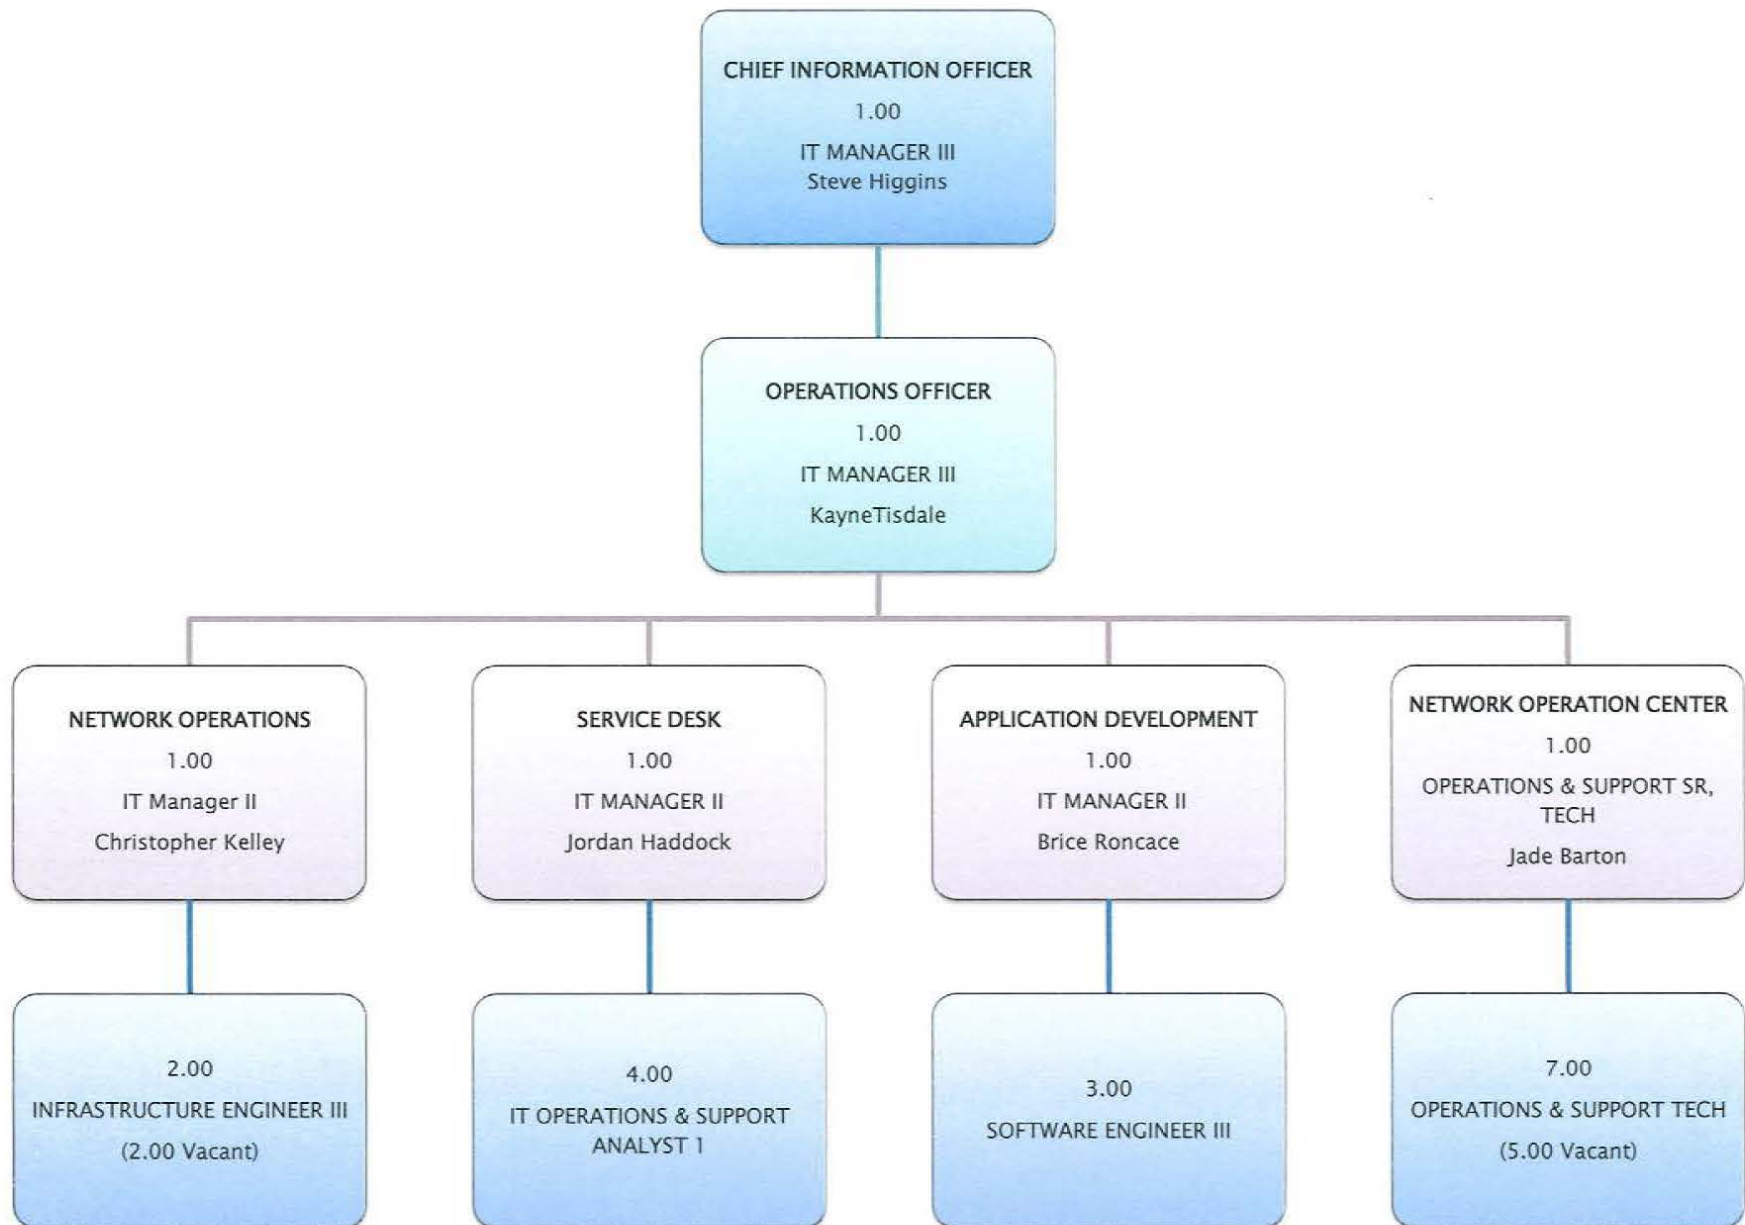 CHIEF INFORMATION OFFICER
1.00
IT MANAGER III
Steve Higgins
OPERATIONS OFFICER
1.00
IT MANAGER III
KayneTisdale
NETWORK OPERATIONS
1.00
IT Manager II
Christopher Kelley
SERVICE DESK
1.00
IT MANAGER II
Jordan Haddock
APPLICATION DEVELOPMENT
1.00
IT MANAGER II
Brice Roncace
NETWORK OPERATION CENTER
1.00
OPERATIONS & SUPPORT SR,
TECH
Jade Barton
2.00
INFRASTRUCTURE ENGINEER III
(2.00 Vacant)
4.00
IT OPERATIONS & SUPPORT
ANALYST 1
3.00
SOFTWARE ENGINEER III
7.00
OPERATIONS & SUPPORT TECH
(5.00 Vacant)